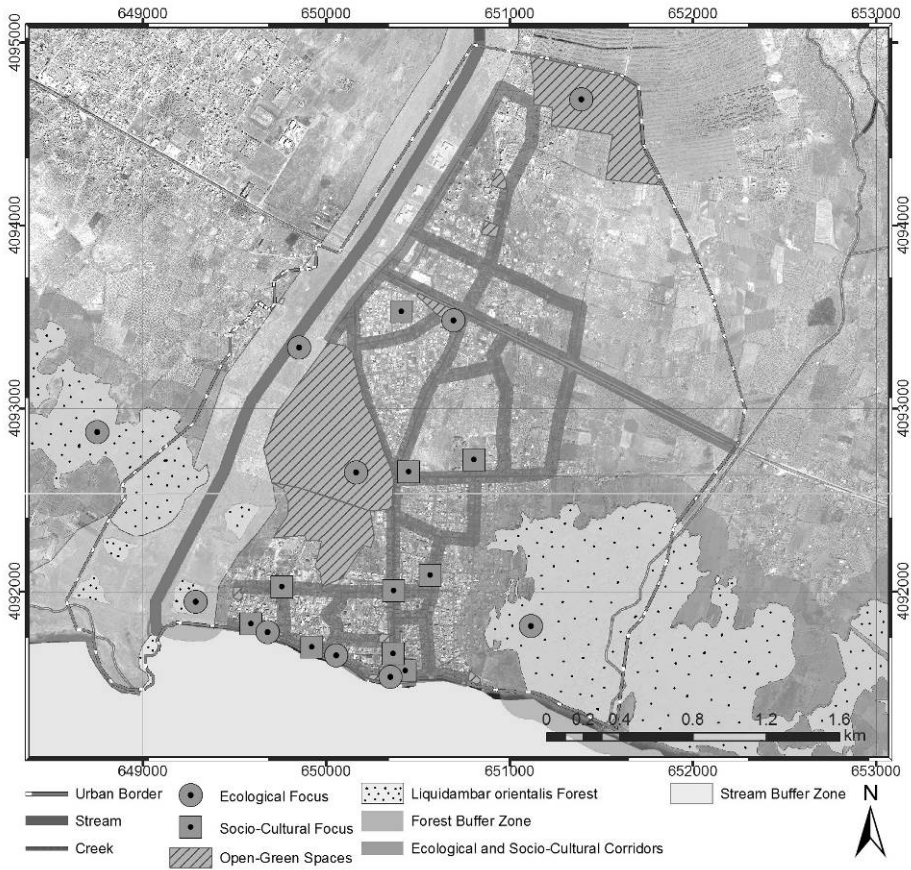 649000 650000 651000 652000 653000
4095000 4095000
4094000 4094000
4093000 4093000
4092000 4092000
0 0.2 0.4 0.8 1.2 1.6
km
649000 650000 651000 652000 653000
Urban Border Ecological Focus Liquidambar orientalis Forest Stream Buffer Zone N
Stream Socio-Cultural Focus Forest Buffer Zone
Creek Open-Green Spaces Ecological and Socio-Cultural Corridors